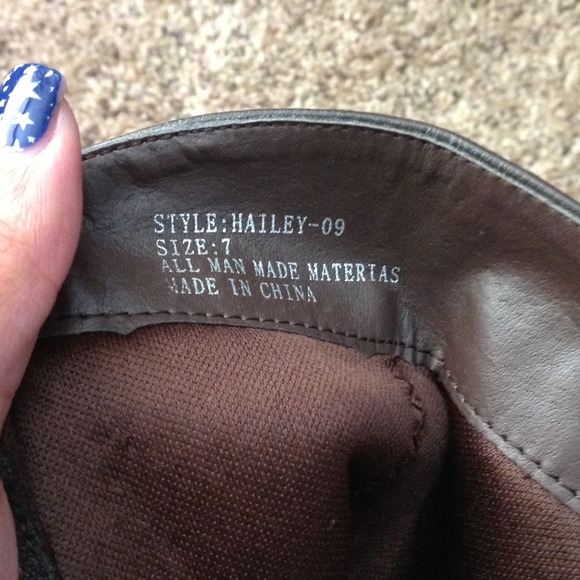 STYLE:HAILEY-09
SIZE:7
ALL MAN MADE MATERIAS
MADE IN CHINA